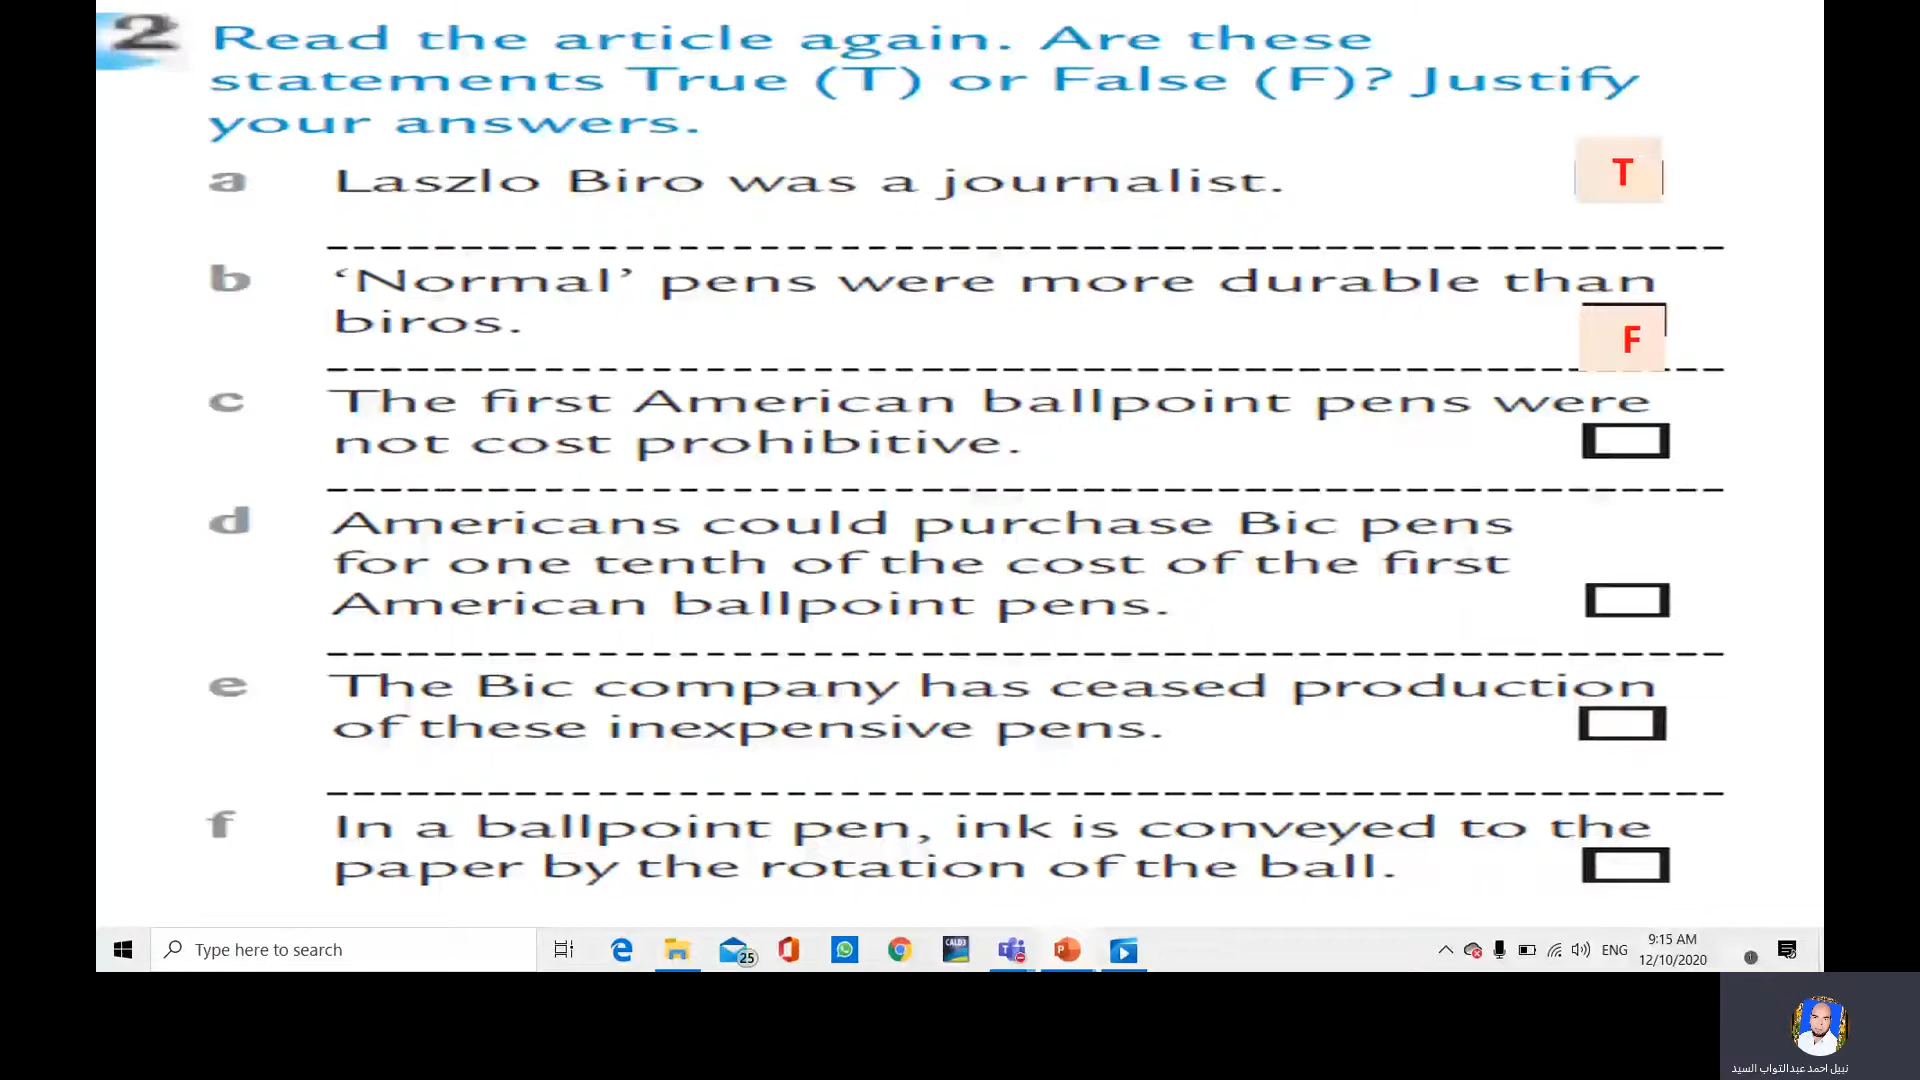 2 Read the article again. Are these
statements True (T) or False (F)? Justify
your answers.
a Laszlo Biro was a journalist. T
b ‘Normal’ pens were more durable than
biros. F
c The first American ballpoint pens were
not cost prohibitive.
d Americans could purchase Bic pens
for one tenth of the cost of the first
American ballpoint pens.
e The Bic company has ceased production
of these inexpensive pens.
f In a ballpoint pen, ink is conveyed to the
paper by the rotation of the ball.
Type here to search
25
CALD3
ENG
9:15 AM
12/10/2020
نبيل احمد عبدالتواب السيد